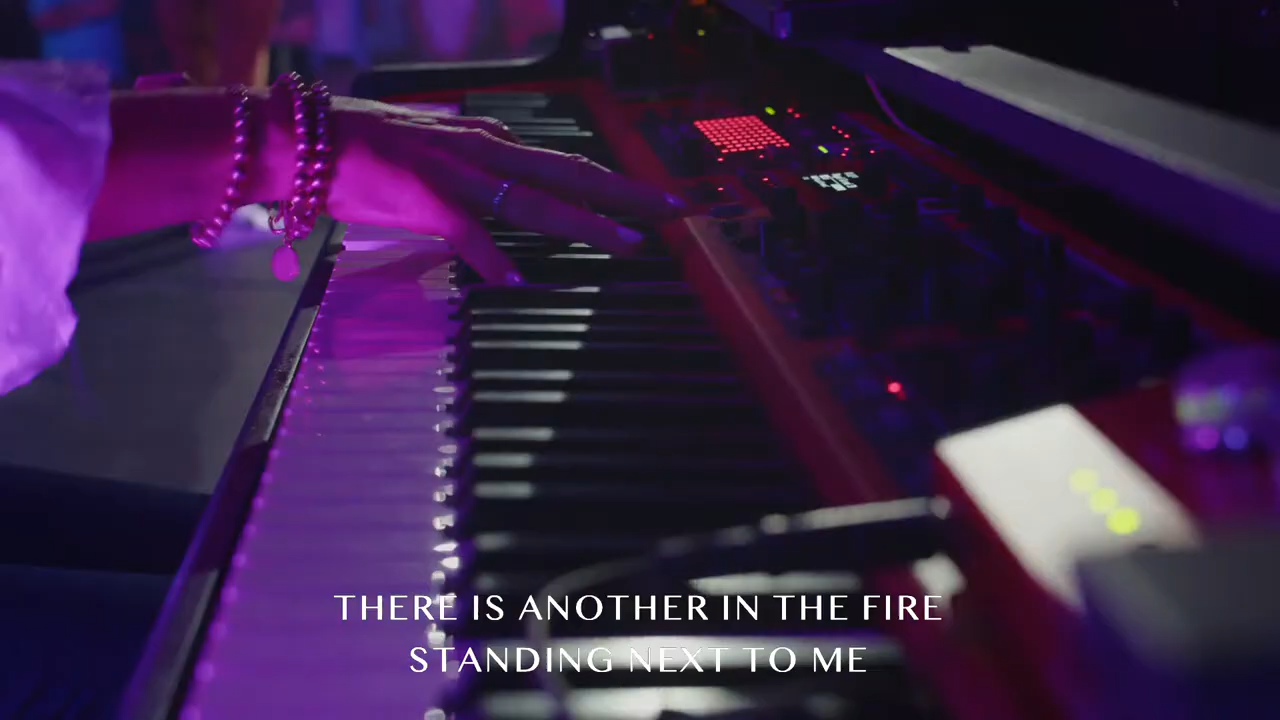 THERE IS ANOTHER IN THE FIRE
STANDING NEXT TO ME